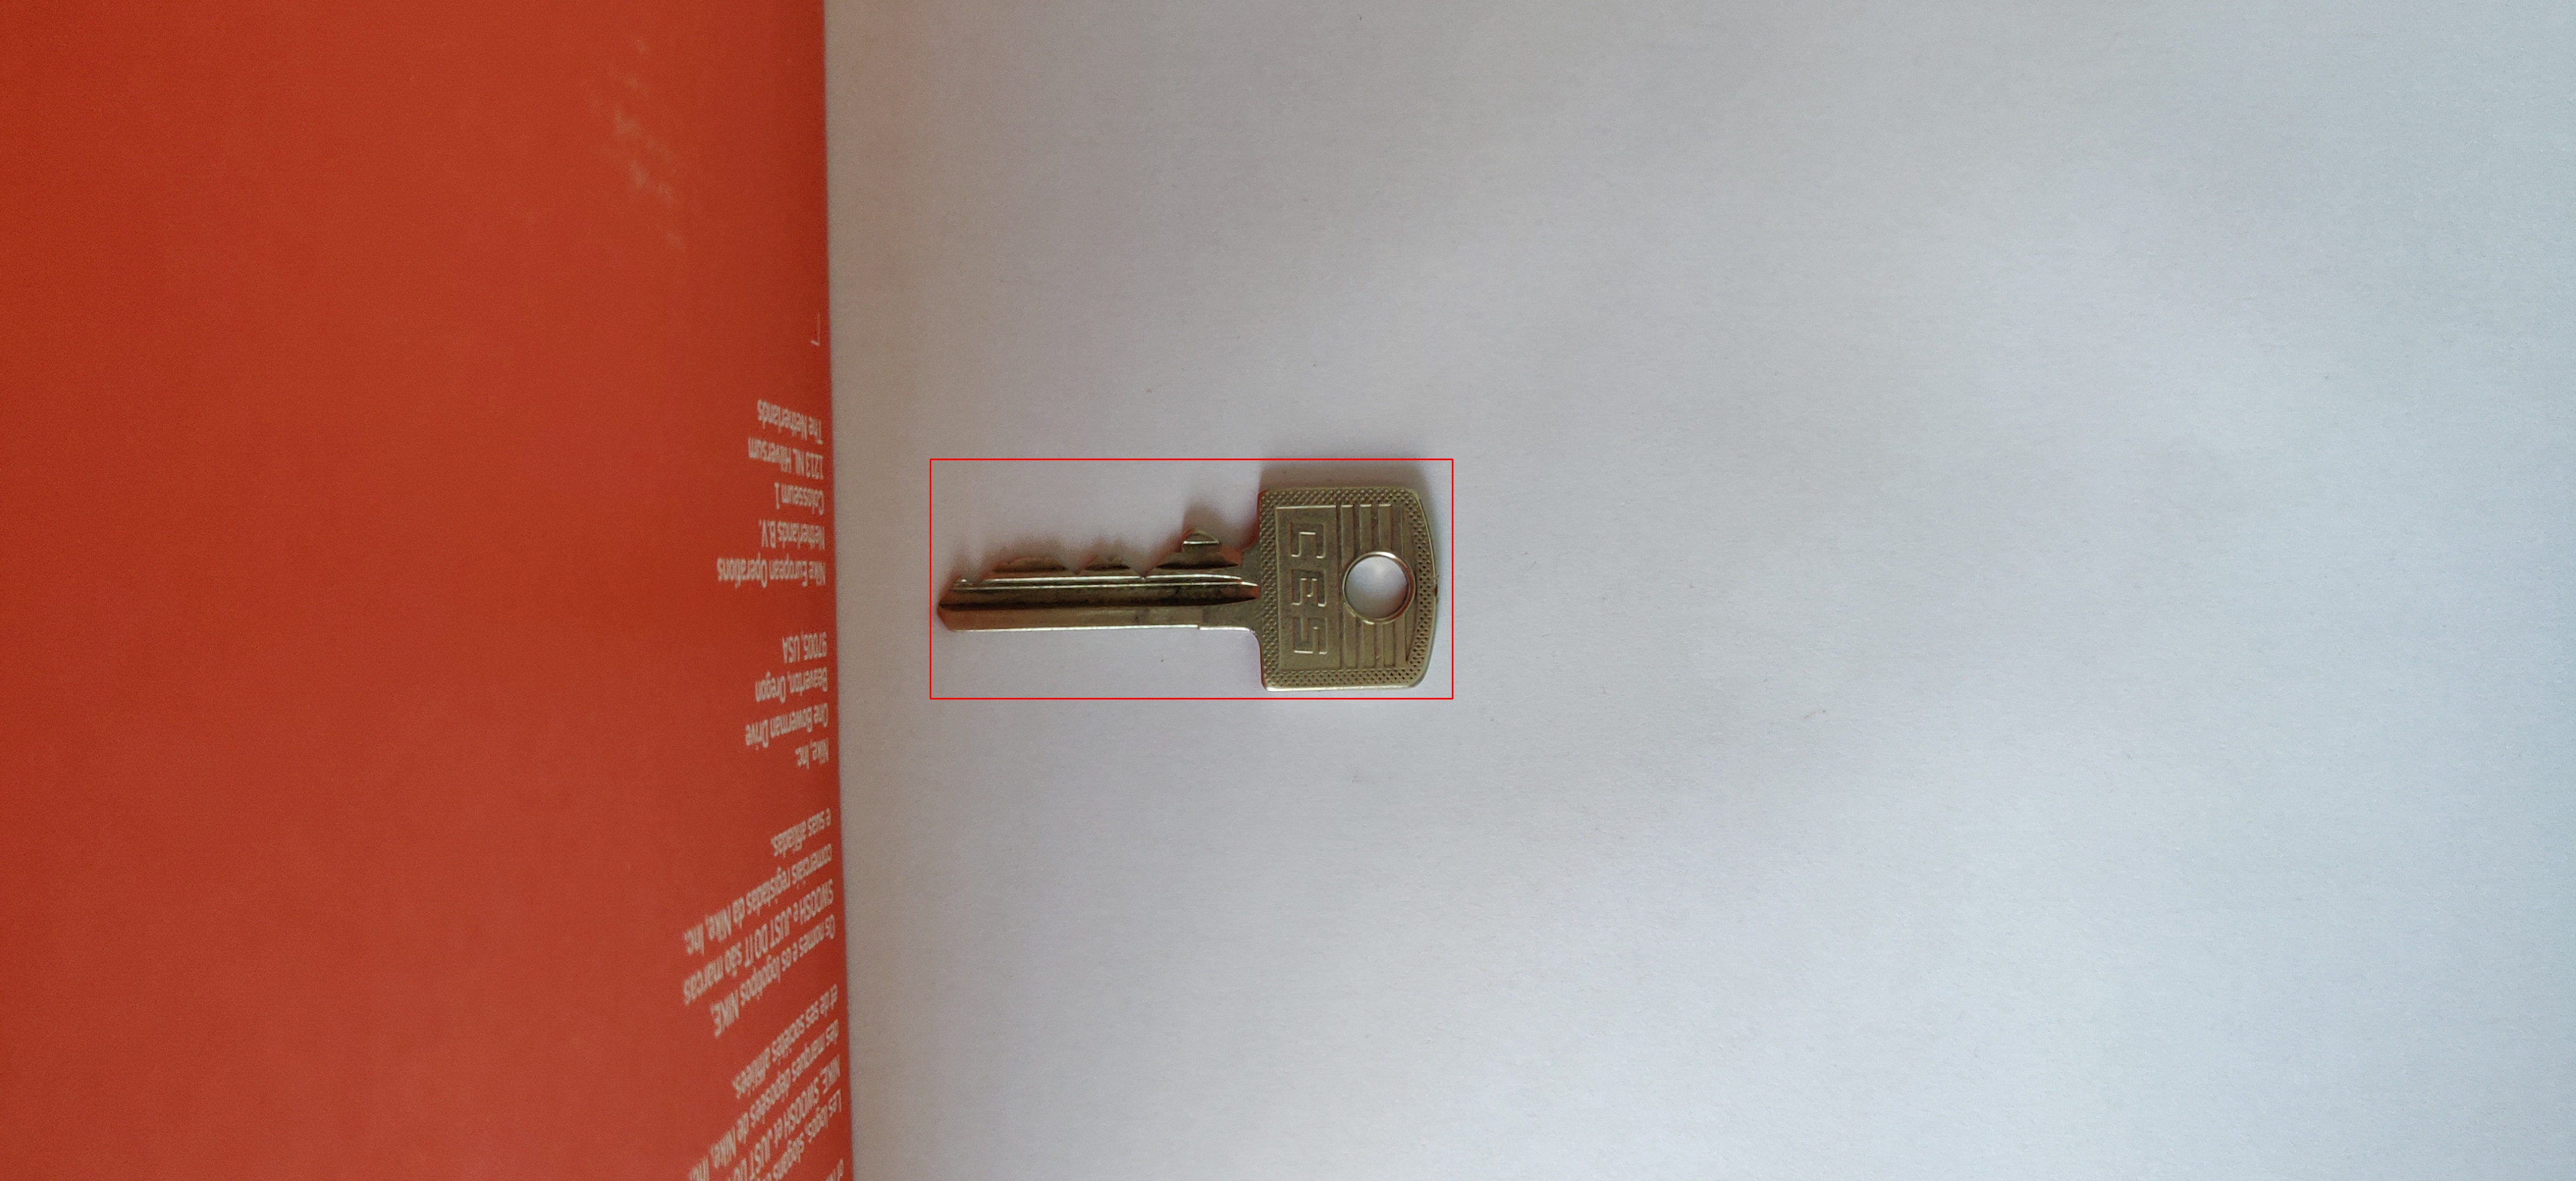 Les logos, slogans
NIKE, SWOOSH et JUST DO
des marques déposées de Nike, Inc.
et de ses sociétés affiliées.
Os nomes e os logotipos NIKE,
SWOOSH e JUST DO IT são marcas
comerciais registadas da Nike, Inc.
e suas afiliadas.
Nike, Inc.
One Bowerman Drive
Beaverton, Oregon
97005, USA
Nike European Operations
Netherlands B.V.
Colosseum 1
1213 NL Hilversum
The Netherlands
CES